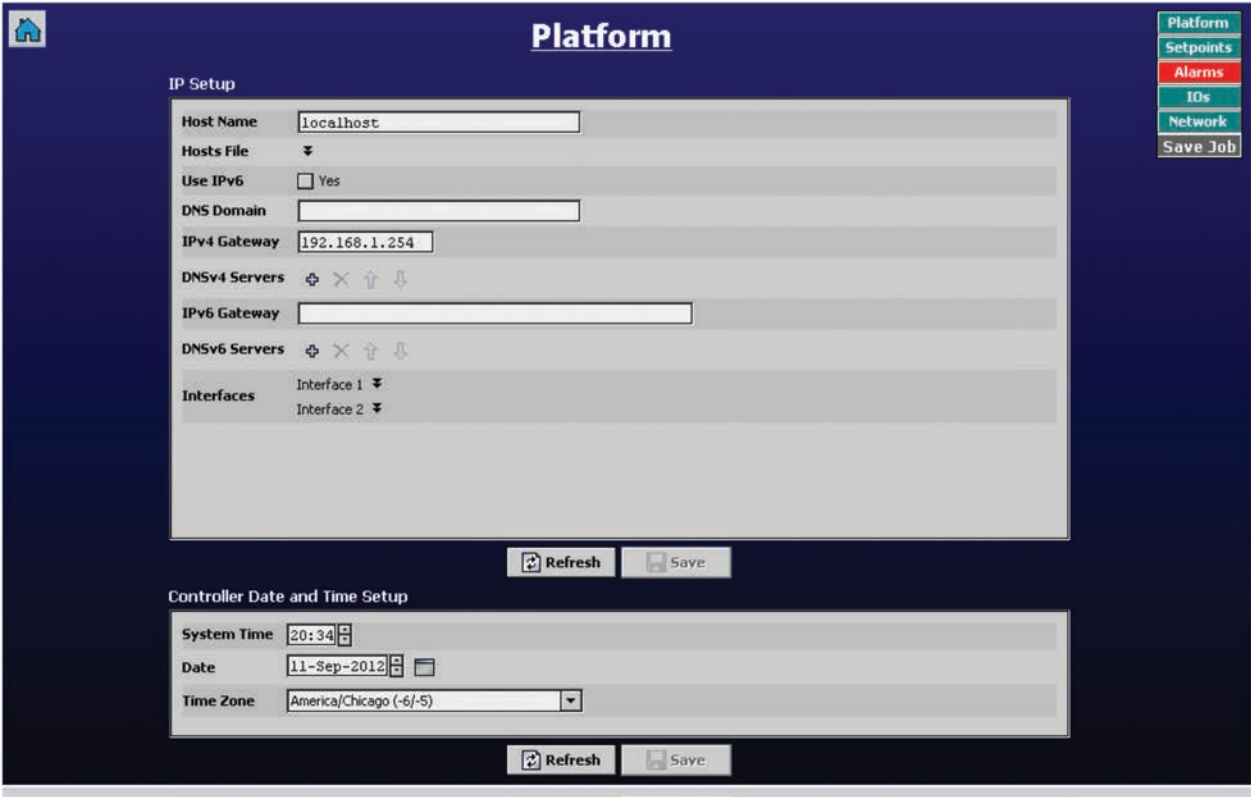 Platform
Platform
Setpoints
Alarms
IOs
Network
Save Job
IP Setup
Host Name localhost
Hosts File
Use IPv6 Yes
DNS Domain
IPv4 Gateway 192.168.1.254
DNSv4 Servers
IPv6 Gateway
DNSv6 Servers
Interfaces
Interface 1
Interface 2
Refresh Save
Controller Date and Time Setup
System Time 20:34
Date 11-Sep-2012
Time Zone America/Chicago (-6/-5)
Refresh Save